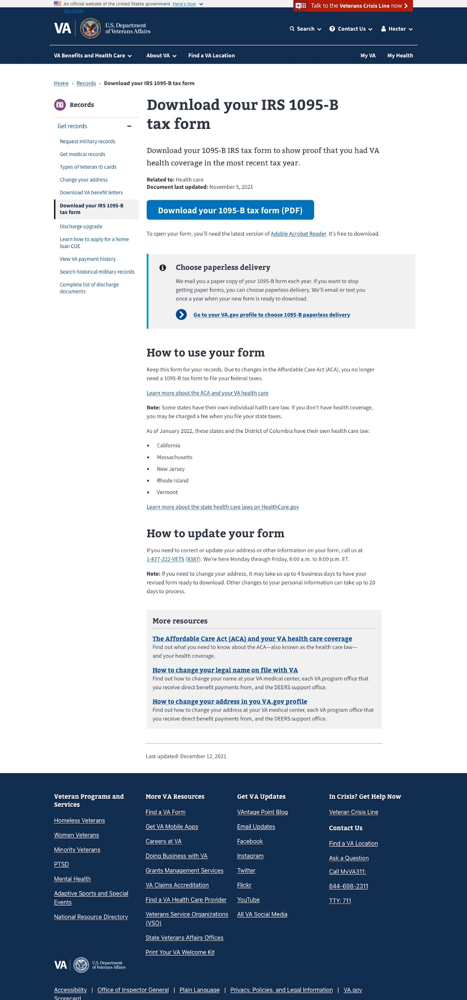 An official website of the United States government. Here's how
you know
Talk to the Veterans Crisis Line now
VA
U.S. Department
of Veterans Affairs
Search
Contact Us
Hector
VA Benefits and Health Care
About VA
Find a VA Location
My VA
My Health
Home › Records › Download your IRS 1095-B tax form
Records
Get records
Request military records
Get medical records
Types of Veteran ID cards
Change your address
Download VA benefit letters
Download your IRS 1095-B
tax form
Discharge upgrade
Learn how to apply for a home
loan COE
View VA payment history
Search historical military records
Complete list of discharge
documents
Download your IRS 1095-B
tax form
Download your 1095-B IRS tax form to show proof that you had VA
health coverage in the most recent tax year.
Related to: Health care
Document last updated: November 5, 2021
Download your 1095-B tax form (PDF)
To open your form, you’ll need the latest version of Adoble Acrobat Reader. It’s free to download.
Choose paperless delivery
We mail you a paper copy of your 1095-B form each year. If you want to stop
getting paper forms, you can choose paperless delivery. We'll email or text you
once a year when your new form is ready to download.
Go to your VA.gov profile to choose 1095-B paperless delivery
How to use your form
Keep this form for your records. Due to changes in the Affordable Care Act (ACA), you no longer
need a 1095-B tax form to file your federal taxes.
Learn more about the ACA and your VA health care
Note: Some states have their own individual halth care law. If you don’t have health coverage,
you may be charged a fee when you file your state taxes.
As of January 2022, these states and the District of Columbia have their own health care law:
▪ California
▪ Massachusetts
▪ New Jersey
▪ Rhode Island
▪ Vermont
Learn more about the state health care laws on HealthCare.gov
How to update your form
If you need to correct or update your address or other information on your form, call us at
1-877-222-VETS (8387). We’re here Monday through Friday, 8:00 a.m. to 8:00 p.m. ET.
Note: If you need to change your address, it may take us up to 4 business days to have your
revised form ready to download. Other changes to your personal information can take up to 20
days to process.
More resources
The Affordable Care Act (ACA) and your VA health care coverage
Find out what you need to know about the ACA—also known as the health care law—
and your health coverage.
How to change your legal name on file with VA
Find out how to change your name at your VA medical center, each VA program office that
you receive direct benefit payments from, and the DEERS support office.
How to change your address in you VA.gov profile
Find out how to change your address at your VA medical center, each VA program office that
you receive direct benefit payments from, and the DEERS support office.
Last updated: December 12, 2021
Veteran Programs and
Services
Homeless Veterans
Women Veterans
Minority Veterans
PTSD
Mental Health
Adaptive Sports and Special
Events
National Resource Directory
More VA Resources
Find a VA Form
Get VA Mobile Apps
Careers at VA
Doing Business with VA
Grants Management Services
VA Claims Accreditation
Find a VA Health Care Provider
Veterans Service Organizations
(VSO)
State Veterans Affairs Offices
Print Your VA Welcome Kit
Get VA Updates
VAntage Point Blog
Email Updates
Facebook
Instagram
Twitter
Flickr
YouTube
All VA Social Media
In Crisis? Get Help Now
Veteran Crisis Line
Contact Us
Find a VA Location
Ask a Question
Call MyVA311:
844-698-2311
TTY: 711
VA
U.S. Department
of Veterans Affairs
Accessibility | Office of Inspector General | Plain Language | Privacy, Policies, and Legal Information | VA.gov
Scorecard